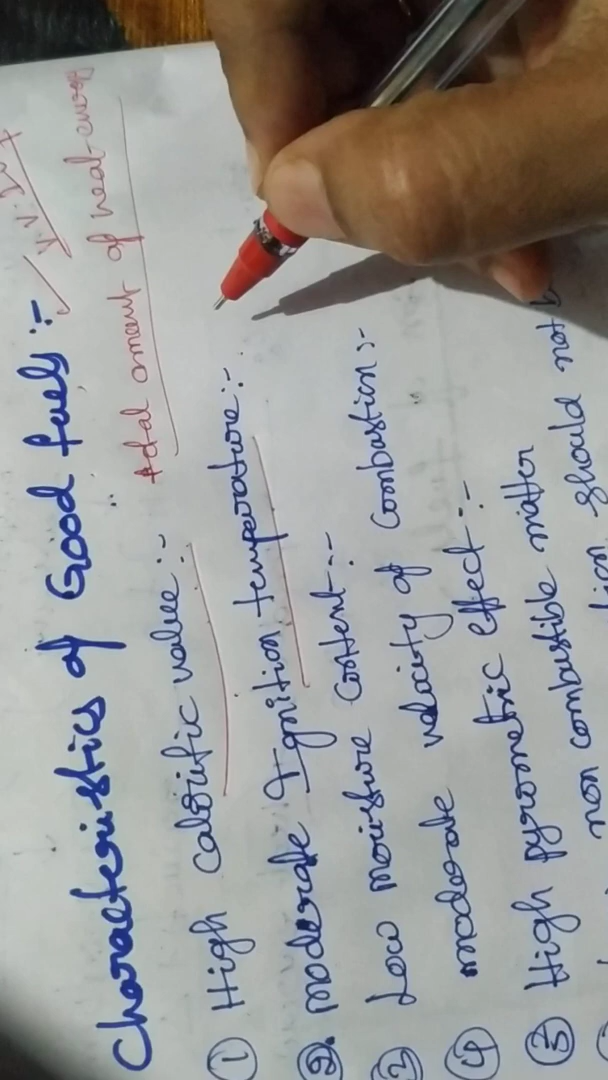 Characteristics of Good fuels :- v.v.Imp
total amount of heat energy
① High calorific value :-
②. moderate Ignition temperature :-
③ Low moisture content :-
④ moderate velocity of combustion :-
⑤ High pyrometric effect :-
non combustible matter
should not